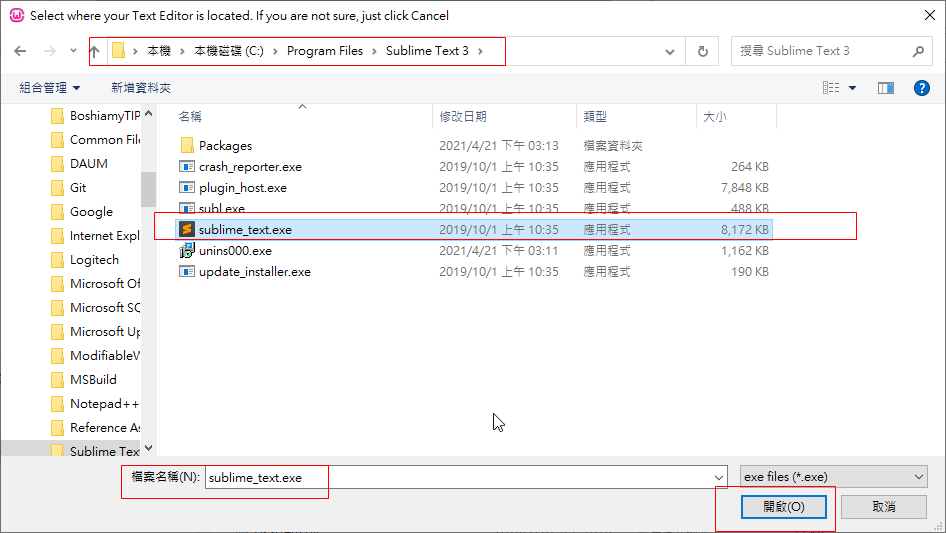 Select where your Text Editor is located. If you are not sure, just click Cancel
本機 本機磁碟 (C:) Program Files Sublime Text 3
搜尋 Sublime Text 3
組合管理 新增資料夾
名稱 修改日期 類型 大小
BoshiamyTIP
Common File
DAUM
Git
Google
Internet Expl
Logitech
Microsoft Of
Microsoft SQ
Microsoft Up
ModifiableW
MSBuild
Notepad++
Reference As
Sublime Tex
Packages 2021/4/21 下午 03:13 檔案資料夾
crash_reporter.exe 2019/10/1 上午 10:35 應用程式 264 KB
plugin_host.exe 2019/10/1 上午 10:35 應用程式 7,848 KB
subl.exe 2019/10/1 上午 10:35 應用程式 488 KB
sublime_text.exe 2019/10/1 上午 10:35 應用程式 8,172 KB
unins000.exe 2021/4/21 下午 03:11 應用程式 1,162 KB
update_installer.exe 2019/10/1 上午 10:35 應用程式 190 KB
檔案名稱(N): sublime_text.exe
exe files (*.exe)
開啟(O) 取消